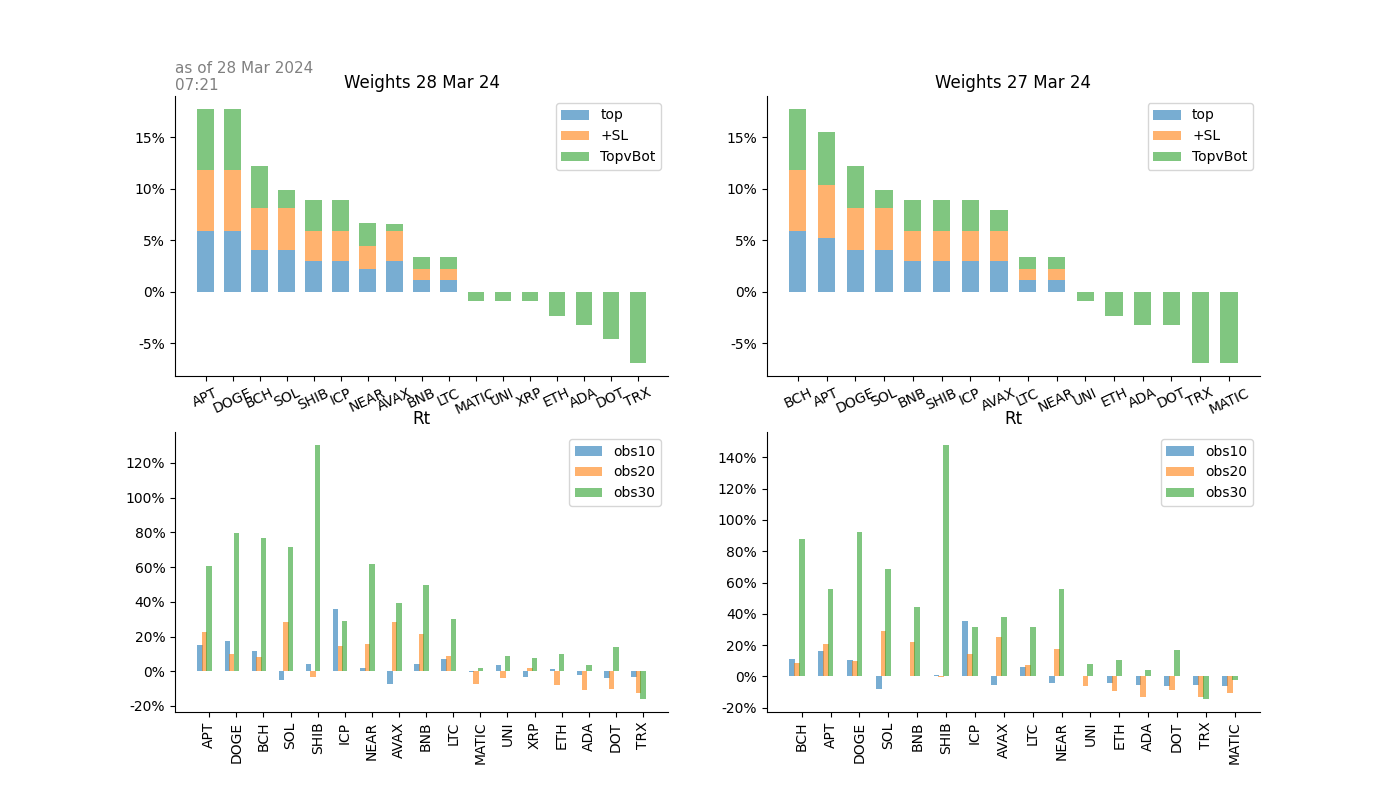 as of 28 Mar 2024
07:21
Weights 28 Mar 24
15%
10%
5%
0%
-5%
top
+SL
TopvBot
APT DOGE BCH SOL SHIB ICP NEAR AVAX BNB LTC MATIC UNI XRP ETH ADA DOT TRX
Weights 27 Mar 24
15%
10%
5%
0%
-5%
top
+SL
TopvBot
BCH APT DOGE SOL BNB SHIB ICP AVAX LTC NEAR UNI ETH ADA DOT TRX MATIC
Rt
120%
100%
80%
60%
40%
20%
0%
-20%
obs10
obs20
obs30
APT DOGE BCH SOL SHIB ICP NEAR AVAX BNB LTC MATIC UNI XRP ETH ADA DOT TRX
Rt
140%
120%
100%
80%
60%
40%
20%
0%
-20%
obs10
obs20
obs30
BCH APT DOGE SOL BNB SHIB ICP AVAX LTC NEAR UNI ETH ADA DOT TRX MATIC